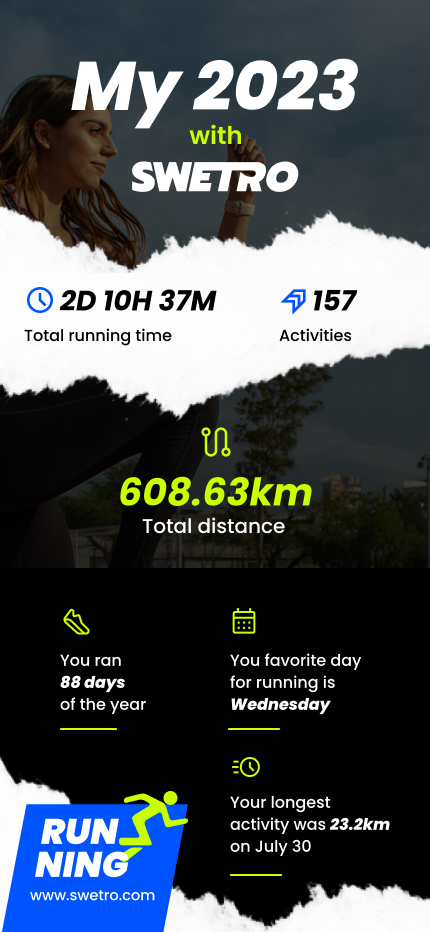 My 2023
with
SWETRO
2D 10H 37M
Total running time
157
Activities
608.63km
Total distance
You ran
88 days
of the year
You favorite day
for running is
Wednesday
Your longest
activity was 23.2km
on July 30
RUN
NING
www.swetro.com